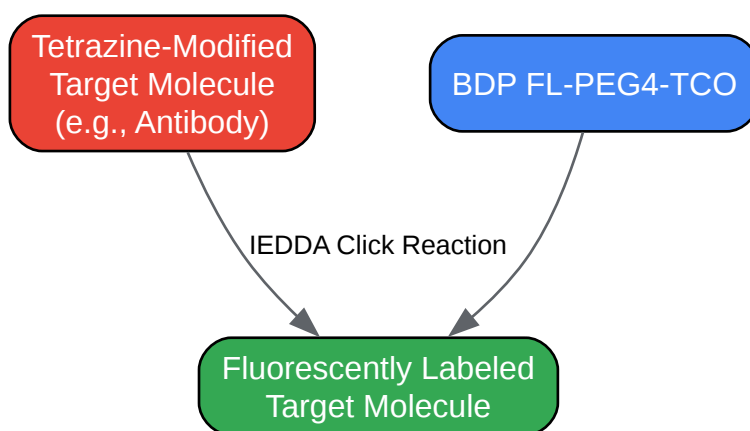 Tetrazine-Modified
Target Molecule
(e.g., Antibody)
BDP FL-PEG4-TCO
IEDDA Click Reaction
Fluorescently Labeled
Target Molecule